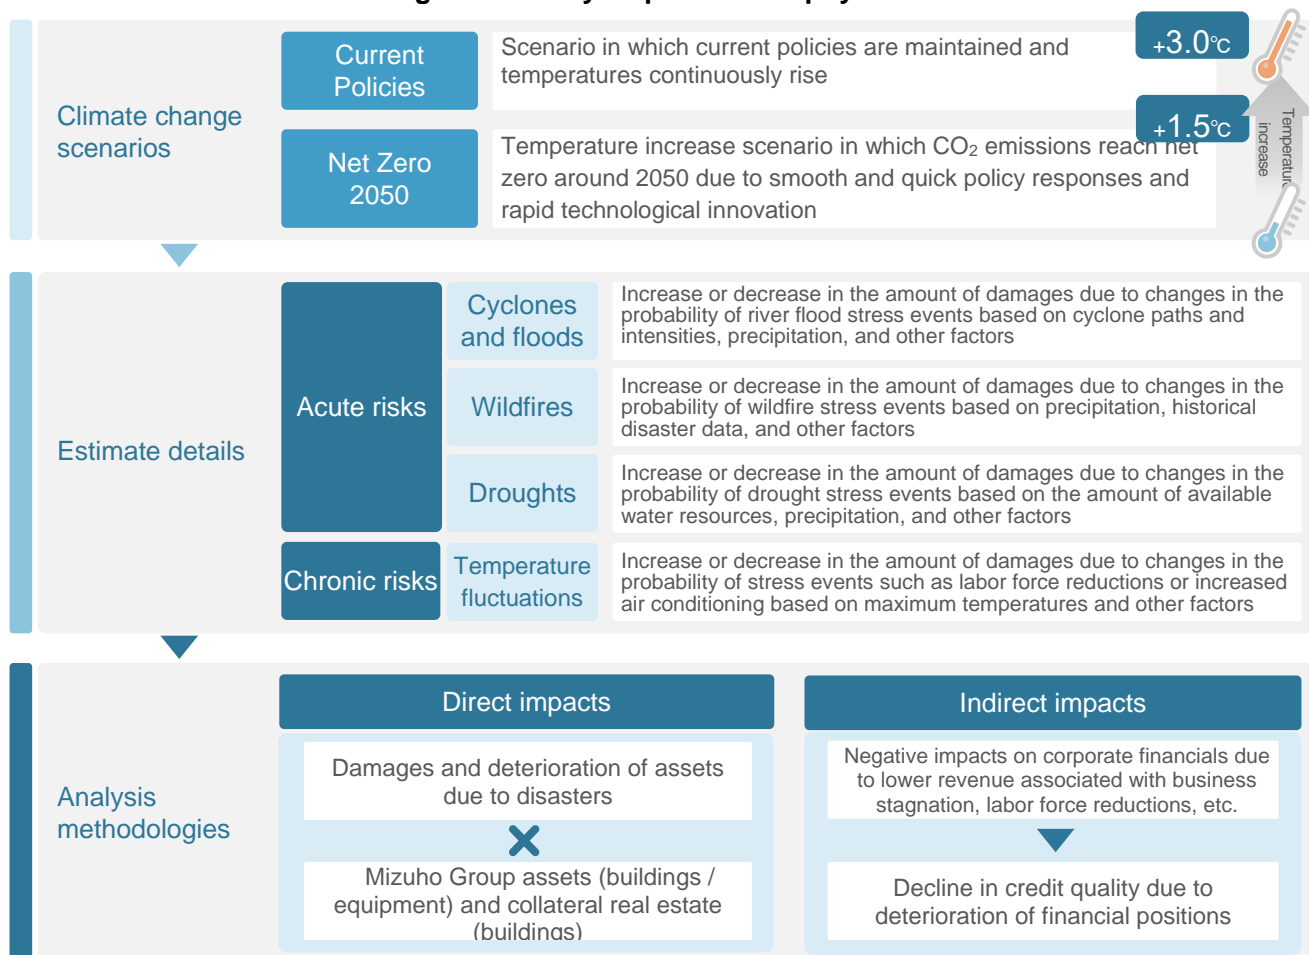 Climate change
scenarios
Current
Policies
Scenario in which current policies are maintained and
temperatures continuously rise
+3.0℃
Net Zero
2050
Temperature increase scenario in which CO₂ emissions reach net
zero around 2050 due to smooth and quick policy responses and
rapid technological innovation
+1.5℃
Temperature
increase
Estimate details
Acute risks
Cyclones
and floods
Increase or decrease in the amount of damages due to changes in the
probability of river flood stress events based on cyclone paths and
intensities, precipitation, and other factors
Wildfires
Increase or decrease in the amount of damages due to changes in the
probability of wildfire stress events based on precipitation, historical
disaster data, and other factors
Droughts
Increase or decrease in the amount of damages due to changes in the
probability of drought stress events based on the amount of available
water resources, precipitation, and other factors
Chronic risks
Temperature
fluctuations
Increase or decrease in the amount of damages due to changes in the
probability of stress events such as labor force reductions or increased
air conditioning based on maximum temperatures and other factors
Analysis
methodologies
Direct impacts
Damages and deterioration of assets
due to disasters
Mizuho Group assets (buildings /
equipment) and collateral real estate
(buildings)
Indirect impacts
Negative impacts on corporate financials due
to lower revenue associated with business
stagnation, labor force reductions, etc.
Decline in credit quality due to
deterioration of financial positions